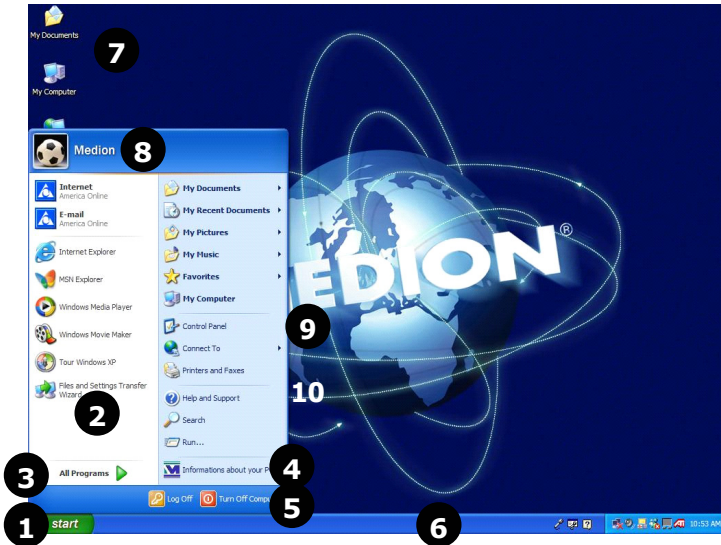 My Documents
7
My Computer
Medion
8
Internet
America Online
E-mail
America Online
Internet Explorer
MSN Explorer
Windows Media Player
Windows Movie Maker
Tour Windows XP
Files and Settings Transfer
Wizard
2
All Programs
3
My Documents
My Recent Documents
My Pictures
My Music
Favorites
My Computer
Control Panel
9
Connect To
Printers and Faxes
10
Help and Support
Search
Run...
Informations about your
4
Log Off
Turn Off
5
MEDION®
1
start
6
10:53 AM